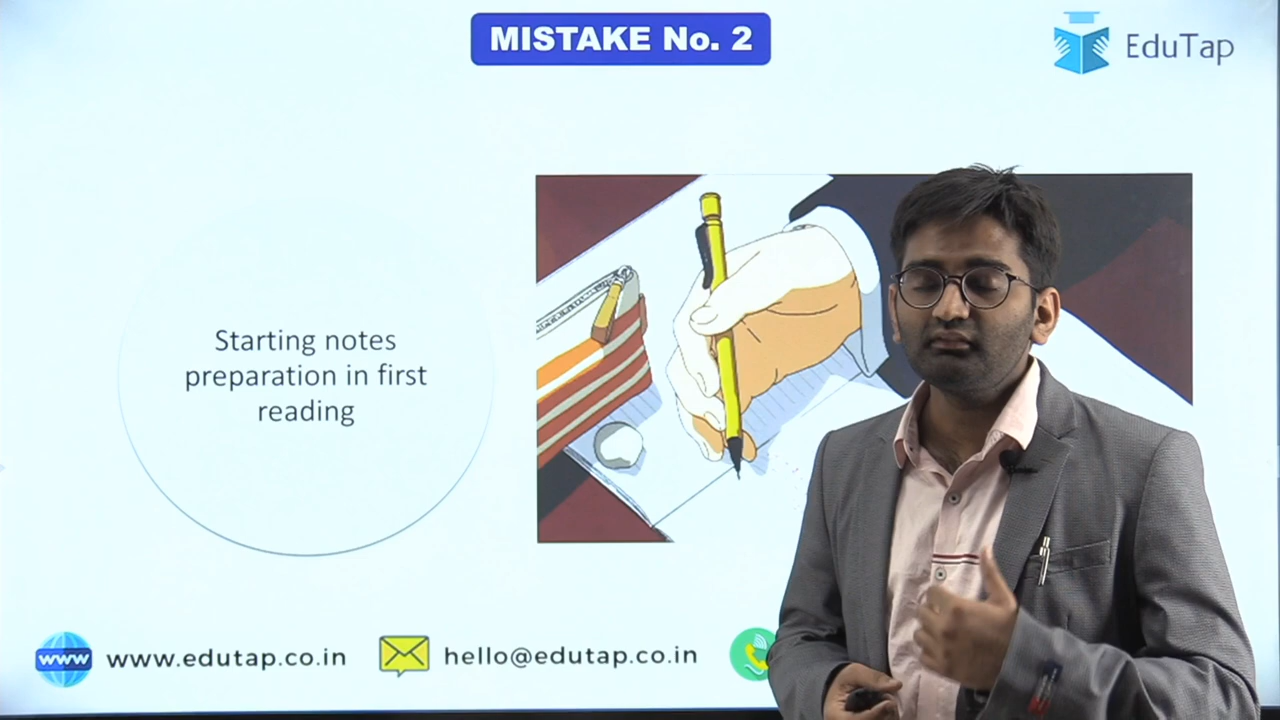 MISTAKE No. 2
EduTap
Starting notes
preparation in first
reading
www
www.edutap.co.in
hello@edutap.co.in